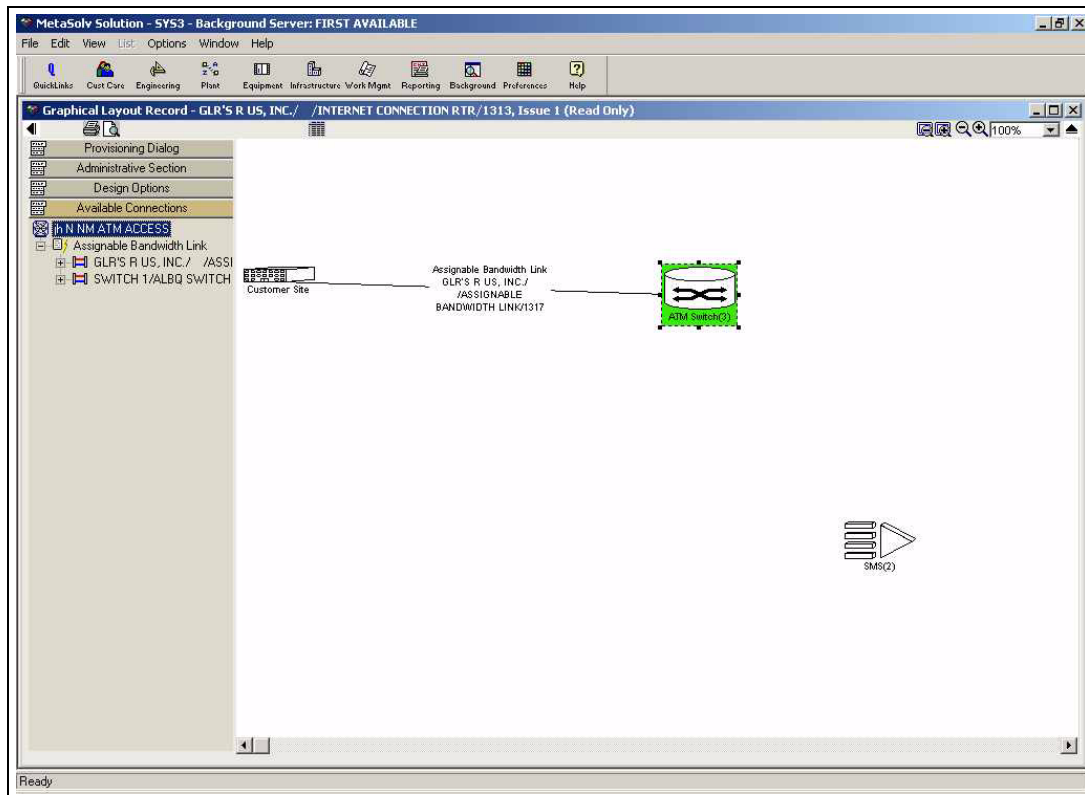 MetaSolv Solution - SYS3 - Background Server: FIRST AVAILABLE
File Edit View List Options Window Help
QuickLinks Cust Care Engineering Plant Equipment Infrastructure Work Mgmt Reporting Background Preferences Help
Graphical Layout Record - GLR'S R US, INC./ /INTERNET CONNECTION RTR/1313, Issue 1 (Read Only)
100%
Provisioning Dialog
Administrative Section
Design Options
Available Connections
N NM ATM ACCESS
Assignable Bandwidth Link
GLR'S R US, INC./ /ASSI
SWITCH 1/ALBQ SWITCH
Customer Site
Assignable Bandwidth Link
GLR'S R US, INC./
/ASSIGNABLE
BANDWIDTH LINK/1317
ATM Switch(3)
SMS(2)
Ready